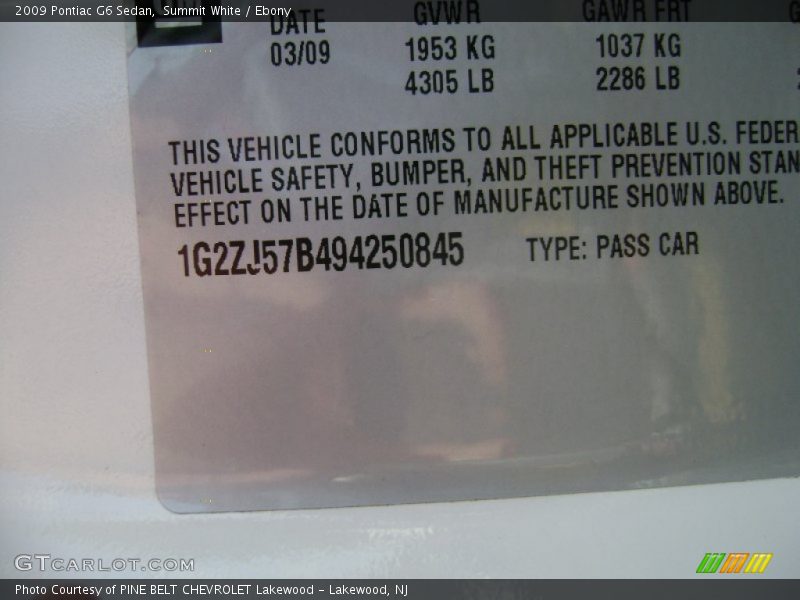 2009 Pontiac G6 Sedan, Summit White / Ebony
DATE GVWR GAWR FRT
03/09 1953 KG 1037 KG
4305 LB 2286 LB
THIS VEHICLE CONFORMS TO ALL APPLICABLE U.S. FEDER
VEHICLE SAFETY, BUMPER, AND THEFT PREVENTION STAN
EFFECT ON THE DATE OF MANUFACTURE SHOWN ABOVE.
1G2ZJ57B494250845 TYPE: PASS CAR
GTCARLOT.COM
Photo Courtesy of PINE BELT CHEVROLET Lakewood - Lakewood, NJ